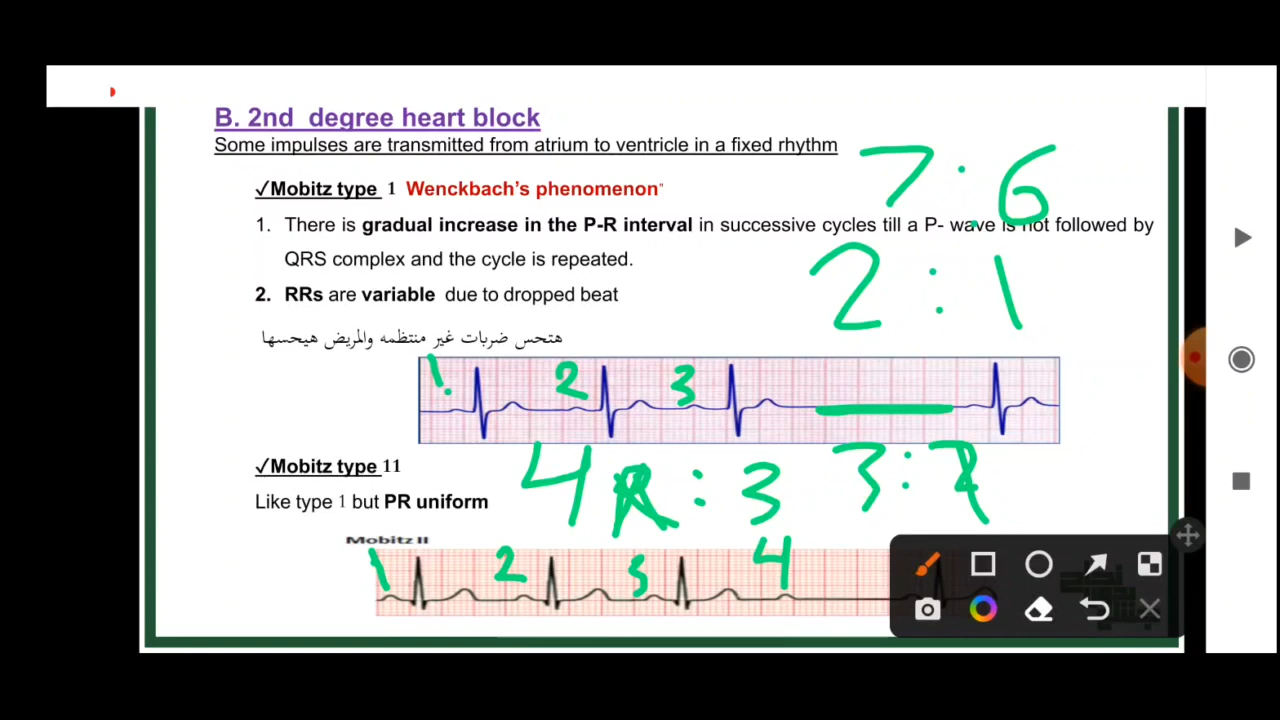 B. 2nd degree heart block
Some impulses are transmitted from atrium to ventricle in a fixed rhythm
7 : 6
✓Mobitz type 1 Wenckbach's phenomenon"
1. There is gradual increase in the P-R interval in successive cycles till a P- wave is not followed by
QRS complex and the cycle is repeated.
2 : 1
2. RRs are variable due to dropped beat
هتحس ضربات غير منتظمه والمريض هيحسها
1 2 3
✓Mobitz type 11
4 : 3 3 :
Like type 1 but PR uniform
Mobitz II
1 2 3 4